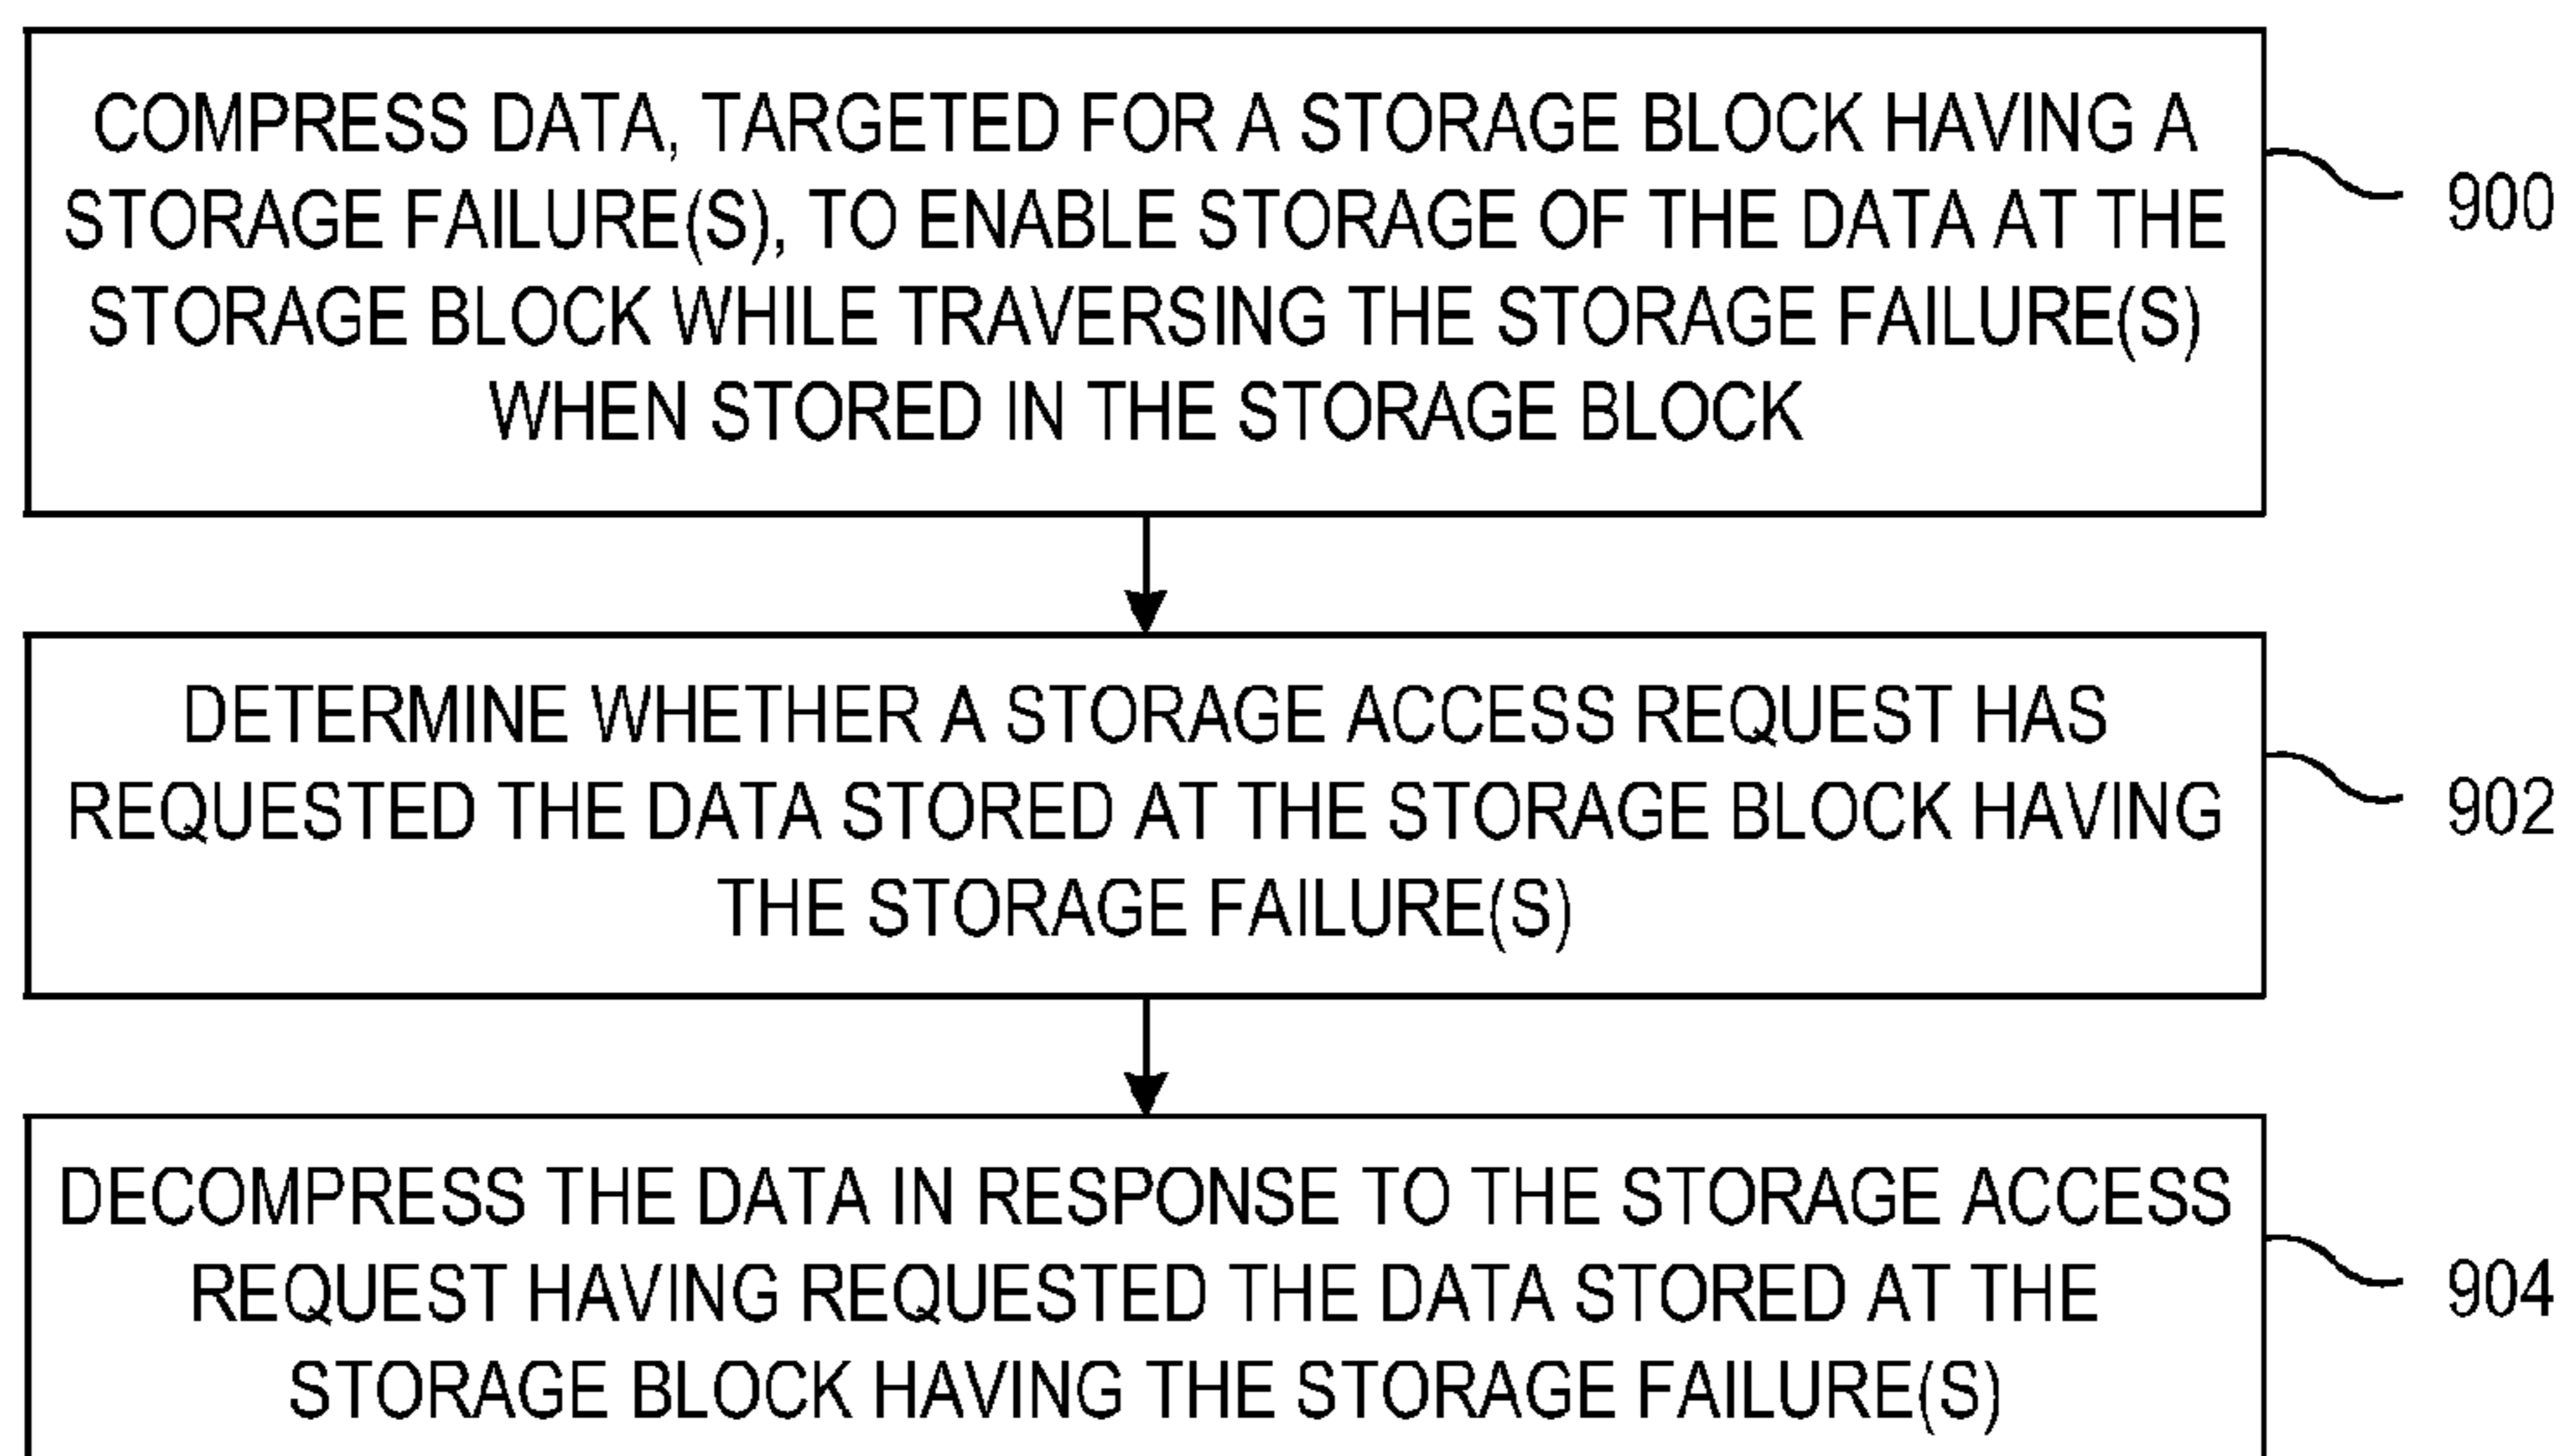 COMPRESS DATA, TARGETED FOR A STORAGE BLOCK HAVING A
STORAGE FAILURE(S), TO ENABLE STORAGE OF THE DATA AT THE
STORAGE BLOCK WHILE TRAVERSING THE STORAGE FAILURE(S)
WHEN STORED IN THE STORAGE BLOCK
900
DETERMINE WHETHER A STORAGE ACCESS REQUEST HAS
REQUESTED THE DATA STORED AT THE STORAGE BLOCK HAVING
THE STORAGE FAILURE(S)
902
DECOMPRESS THE DATA IN RESPONSE TO THE STORAGE ACCESS
REQUEST HAVING REQUESTED THE DATA STORED AT THE
STORAGE BLOCK HAVING THE STORAGE FAILURE(S)
904